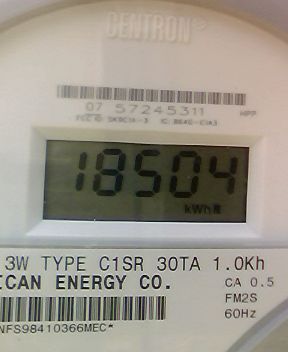 CENTRON®
07 57245311 HPP
18504
kWh
3W TYPE C1SR 30TA 1.0Kh
ICAN ENERGY CO.
CA 0.5
FM2S
60Hz
NFS98410366MEC*